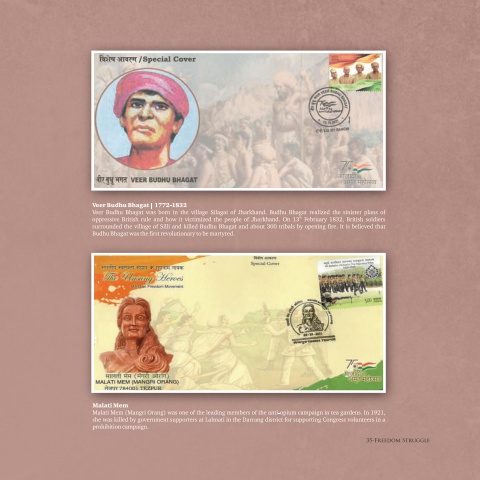 विशेष आवरण /Special Cover
वीर बुधु भगत VEER BUDHU BHAGAT
Veer Budhu Bhagat | 1772-1832
Veer Budhu Bhagat was born in the village Silagai of Jharkhand. Budhu Bhagat realised the sinister plans of
oppressive British rule and how it victimized the people of Jharkhand. On 13th February 1832, British soldiers
surrounded the village of Silli and killed Budhu Bhagat and about 300 tribals by opening fire. It is believed that
Budhu Bhagat was the first revolutionary to be martyred.
विशेष आवरण
Special Cover
The Unsung Heroes
of Indian Freedom Movement
मालती मेम (मंगरी ओरांग)
MALATI MEM (MANGRI ORANG)
तेजपुर 784001 TEZPUR
Malati Mem
Malati Mem (Mangri Orang) was one of the leading members of the anti-opium campaign in tea gardens. In 1921,
she was killed by government supporters at Lalmati in the Darrang district for supporting Congress volunteers in a
prohibition campaign.
35-Freedom Struggle